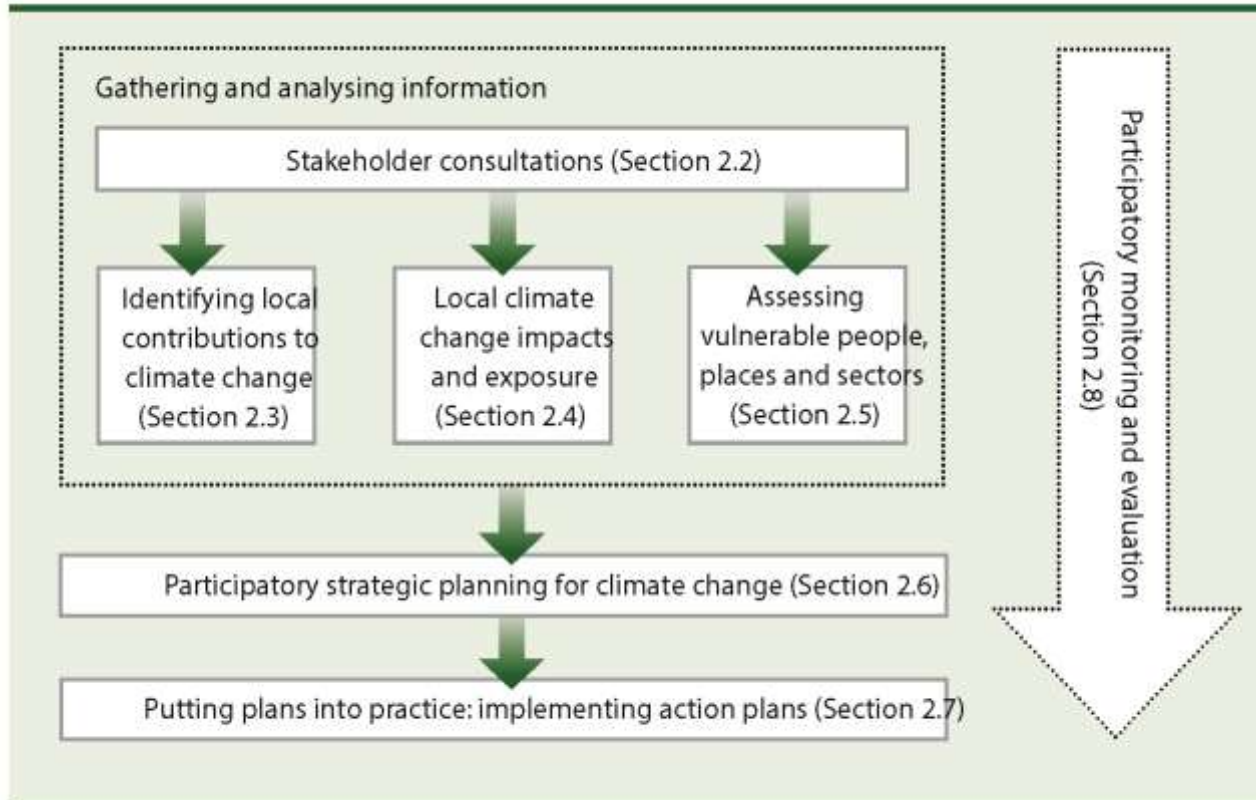 Gathering and analysing information
Stakeholder consultations (Section 2.2)
Identifying local
contributions to
climate change
(Section 2.3)
Local climate
change impacts
and exposure
(Section 2.4)
Assessing
vulnerable people,
places and sectors
(Section 2.5)
Participatory strategic planning for climate change (Section 2.6)
Putting plans into practice: implementing action plans (Section 2.7)
Participatory monitoring and evaluation
(Section 2.8)